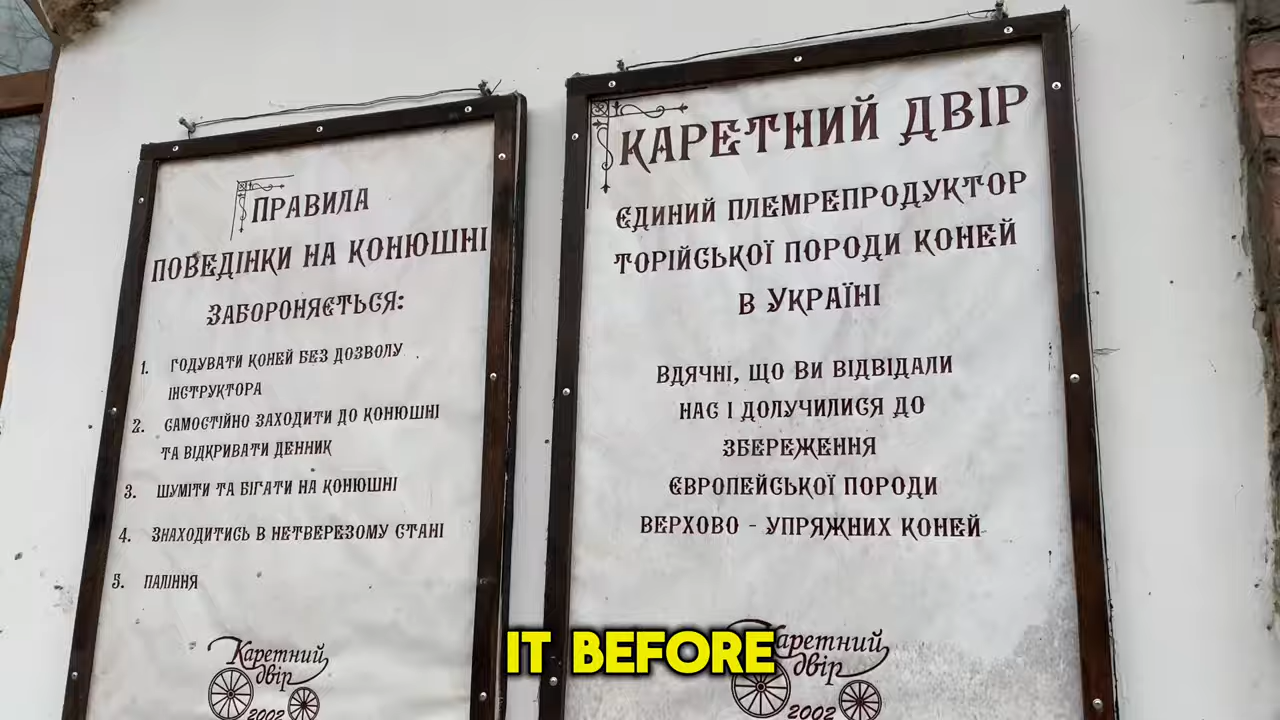 ПРАВИЛА
ПОВЕДІНКИ НА КОНЮШНІ
ЗАБОРОНЯЄТЬСЯ:
1. ГОДУВАТИ КОНЕЙ БЕЗ ДОЗВОЛУ
ІНСТРУКТОРА
2. САМОСТІЙНО ЗАХОДИТИ ДО КОНЮШНІ
ТА ВІДКРИВАТИ ДЕННИК
3. ШУМІТИ ТА БІГАТИ НА КОНЮШНІ
4. ЗНАХОДИТИСЬ В НЕТВЕРЕЗОМУ СТАНІ
5. ПАЛІННЯ
Каретний
двір
2002
КАРЕТНИЙ ДВІР
ЄДИНИЙ ПЛЕМРЕПРОДУКТОР
ТОРІЙСЬКОЇ ПОРОДИ КОНЕЙ
В УКРАЇНІ
ВДЯЧНІ, ЩО ВИ ВІДВІДАЛИ
НАС І ДОЛУЧИЛИСЯ ДО
ЗБЕРЕЖЕННЯ
ЄВРОПЕЙСЬКОЇ ПОРОДИ
ВЕРХОВО - УПРЯЖНИХ КОНЕЙ
Каретний
двір
2002
IT BEFORE